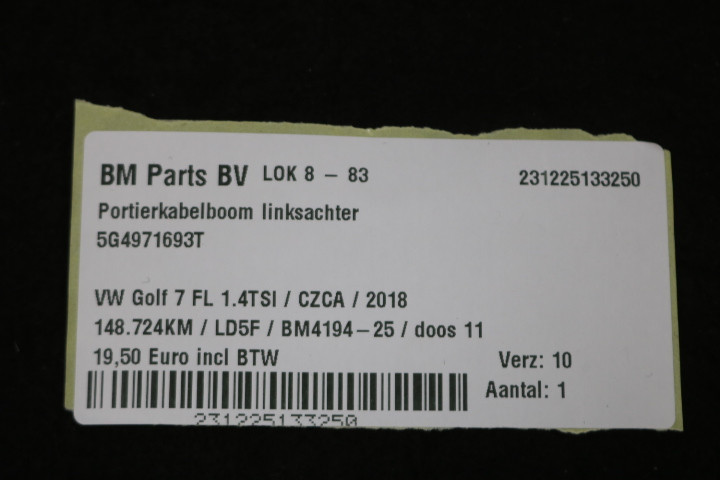 BM Parts BV LOK 8 - 83 231225133250
Portierkabelboom linksachter
5G4971693T
VW Golf 7 FL 1.4TSI / CZCA / 2018
148.724KM / LD5F / BM4194-25 / doos 11
19,50 Euro incl BTW Verz: 10
Aantal: 1
231225133250